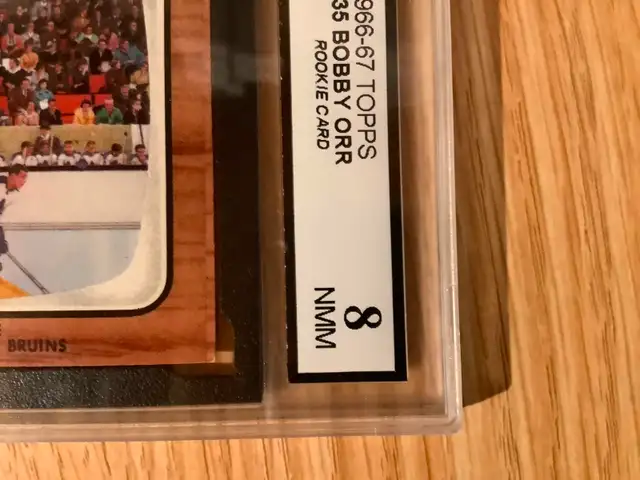 966-67 TOPPS
35 BOBBY ORR
ROOKIE CARD
8
NMM
BRUINS